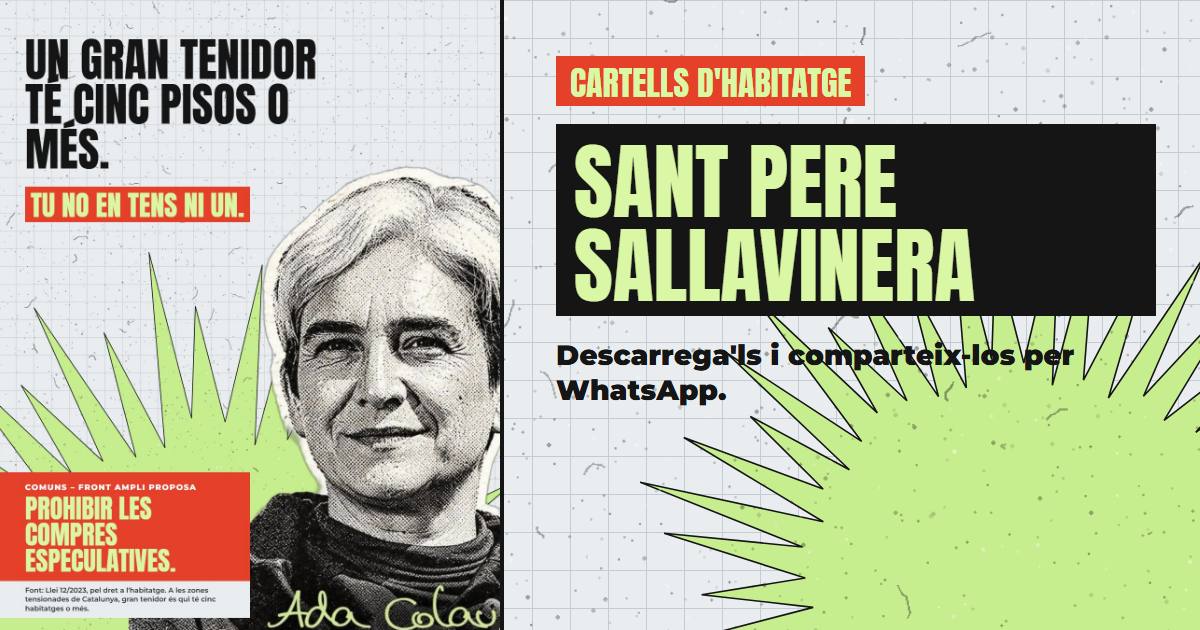 UN GRAN TENIDOR
TÉ CINC PISOS O
MÉS.
TU NO EN TENS NI UN.
COMUNS – FRONT AMPLI PROPOSA
PROHIBIR LES
COMPRES
ESPECULATIVES.
Font: Llei 12/2023, pel dret a l'habitatge. A les zones
tensionades de Catalunya, gran tenidor és qui té cinc
habitatges o més.
Ada Colau
CARTELLS D'HABITATGE
SANT PERE
SALLAVINERA
Descarrega'ls i comparteix-los per
WhatsApp.